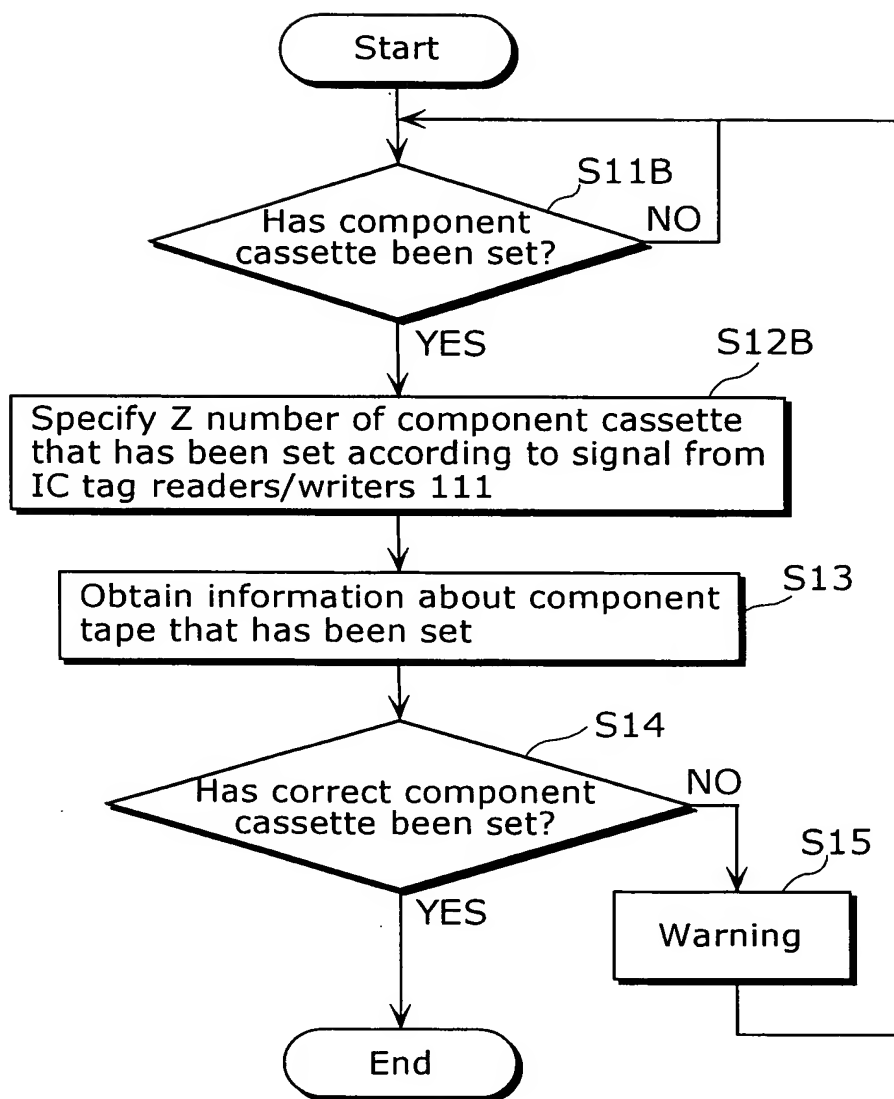 Start
S11B
Has component
cassette been set?
NO
YES
S12B
Specify Z number of component cassette
that has been set according to signal from
IC tag readers/writers 111
S13
Obtain information about component
tape that has been set
S14
Has correct component
cassette been set?
NO
S15
YES
Warning
End